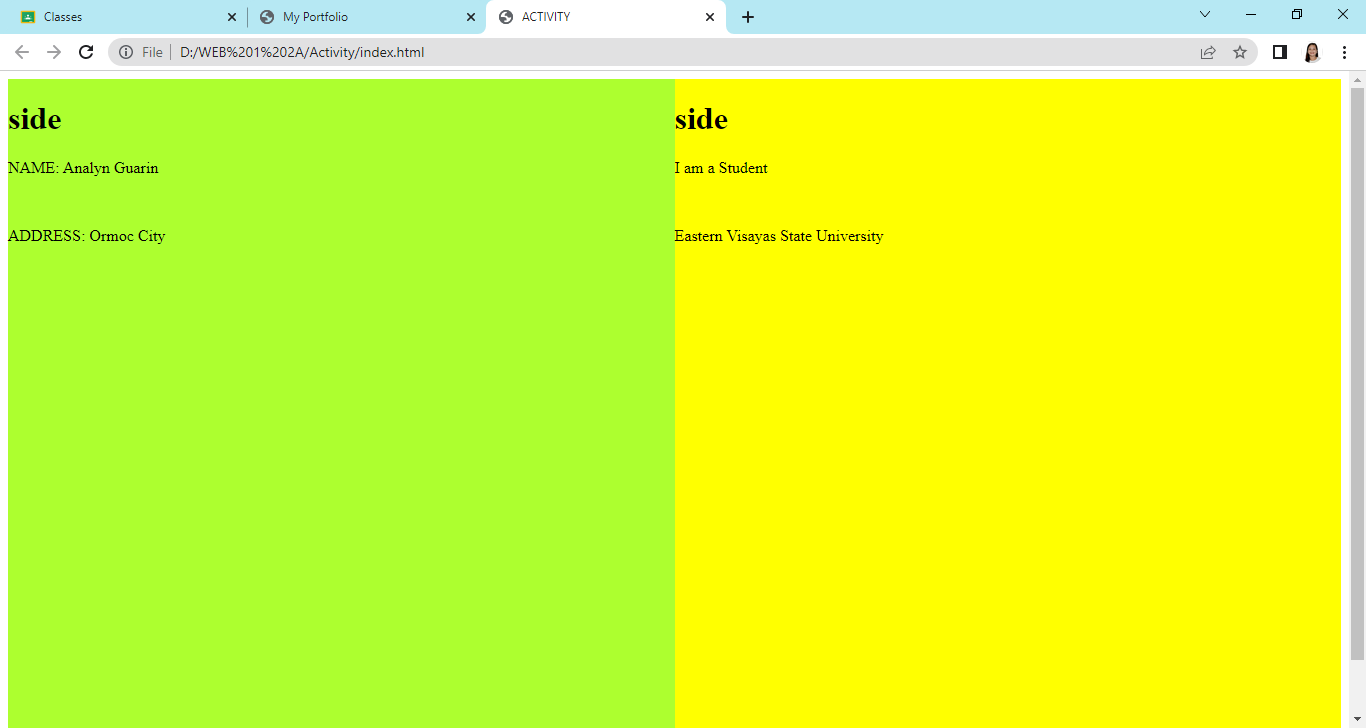 Classes
My Portfolio
ACTIVITY
File
D:/WEB%201%202A/Activity/index.html
side
NAME: Analyn Guarin
ADDRESS: Ormoc City
side
I am a Student
Eastern Visayas State University